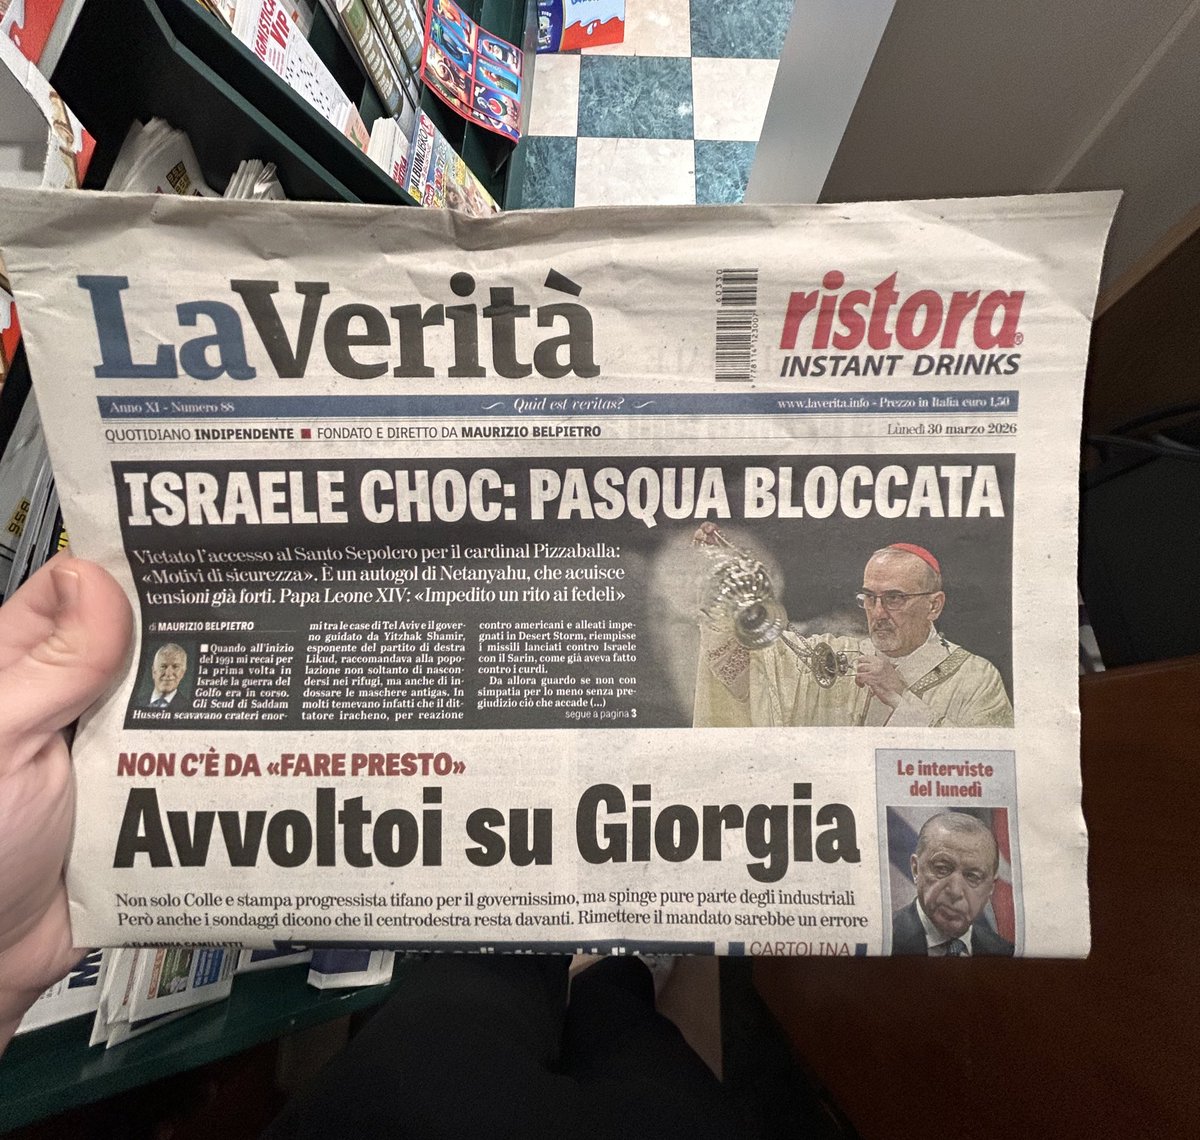 ENIGMISTICA
VIP
ALBUM
LaVerità
60330
9 778114 123007
ristora
INSTANT DRINKS
Anno XI - Numero 88
Quid est veritas?
www.laverita.info - Prezzo in Italia euro 1,50
QUOTIDIANO INDIPENDENTE ■ FONDATO E DIRETTO DA MAURIZIO BELPIETRO
Lunedì 30 marzo 2026
ISRAELE CHOC: PASQUA BLOCCATA
Vietato l'accesso al Santo Sepolcro per il cardinal Pizzaballa:
«Motivi di sicurezza». È un autogol di Netanyahu, che acuisce
tensioni già forti. Papa Leone XIV: «Impedito un rito ai fedeli»
di MAURIZIO BELPIETRO
■ Quando all'inizio
del 1991 mi recai per
la prima volta in
Israele la guerra del
Golfo era in corso.
Gli Scud di Saddam
Hussein scavavano crateri enor-
mi tra le case di Tel Aviv e il gover-
no guidato da Yitzhak Shamir,
esponente del partito di destra
Likud, raccomandava alla popo-
lazione non soltanto di nascon-
dersi nei rifugi, ma anche di in-
dossare le maschere antigas. In
molti temevano infatti che il dit-
tatore iracheno, per reazione
contro americani e alleati impe-
gnati in Desert Storm, riempisse
i missili lanciati contro Israele
con il Sarin, come già aveva fatto
contro i curdi.
Da allora guardo se non con
simpatia per lo meno senza pre-
giudizio ciò che accade (...)
segue a pagina 3
NON C'È DA «FARE PRESTO»
Avvoltoi su Giorgia
Non solo Colle e stampa progressista tifano per il governissimo, ma spinge pure parte degli industriali
Però anche i sondaggi dicono che il centrodestra resta davanti. Rimettere il mandato sarebbe un errore
Le interviste
del lunedì
di FLAMINIA CAMILLETTI
CARTOLINA